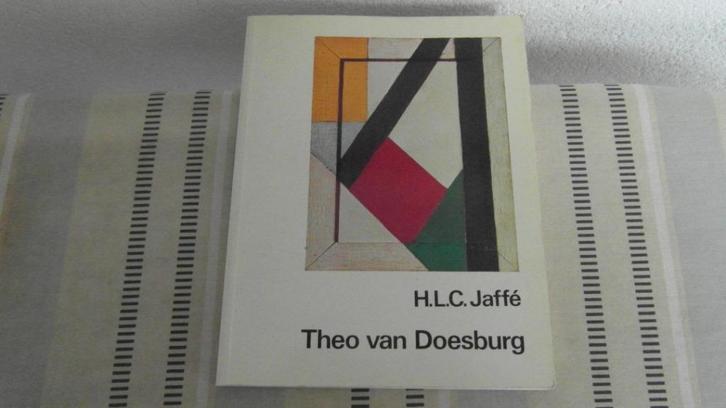 H.L.C. Jaffé
Theo van Doesburg